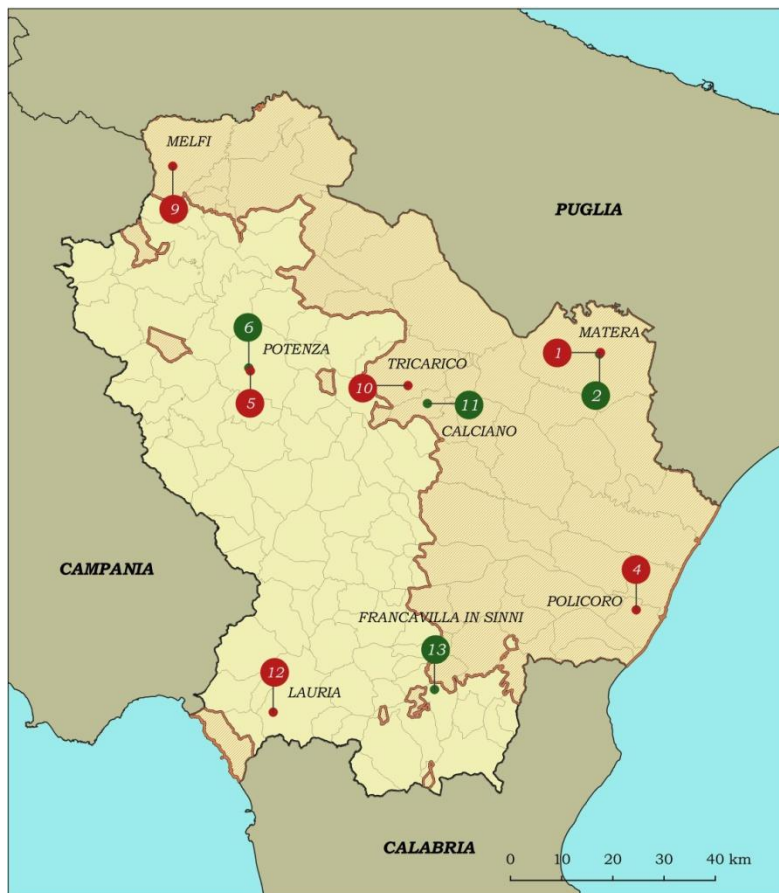 MELFI
9
PUGLIA
6
POTENZA
MATERA
1
TRICARICO
10
5
11
2
CALCIANO
CAMPANIA
4
POLICORO
FRANCAVILLA IN SINNI
13
12
LAURIA
CALABRIA
0 10 20 30 40 km